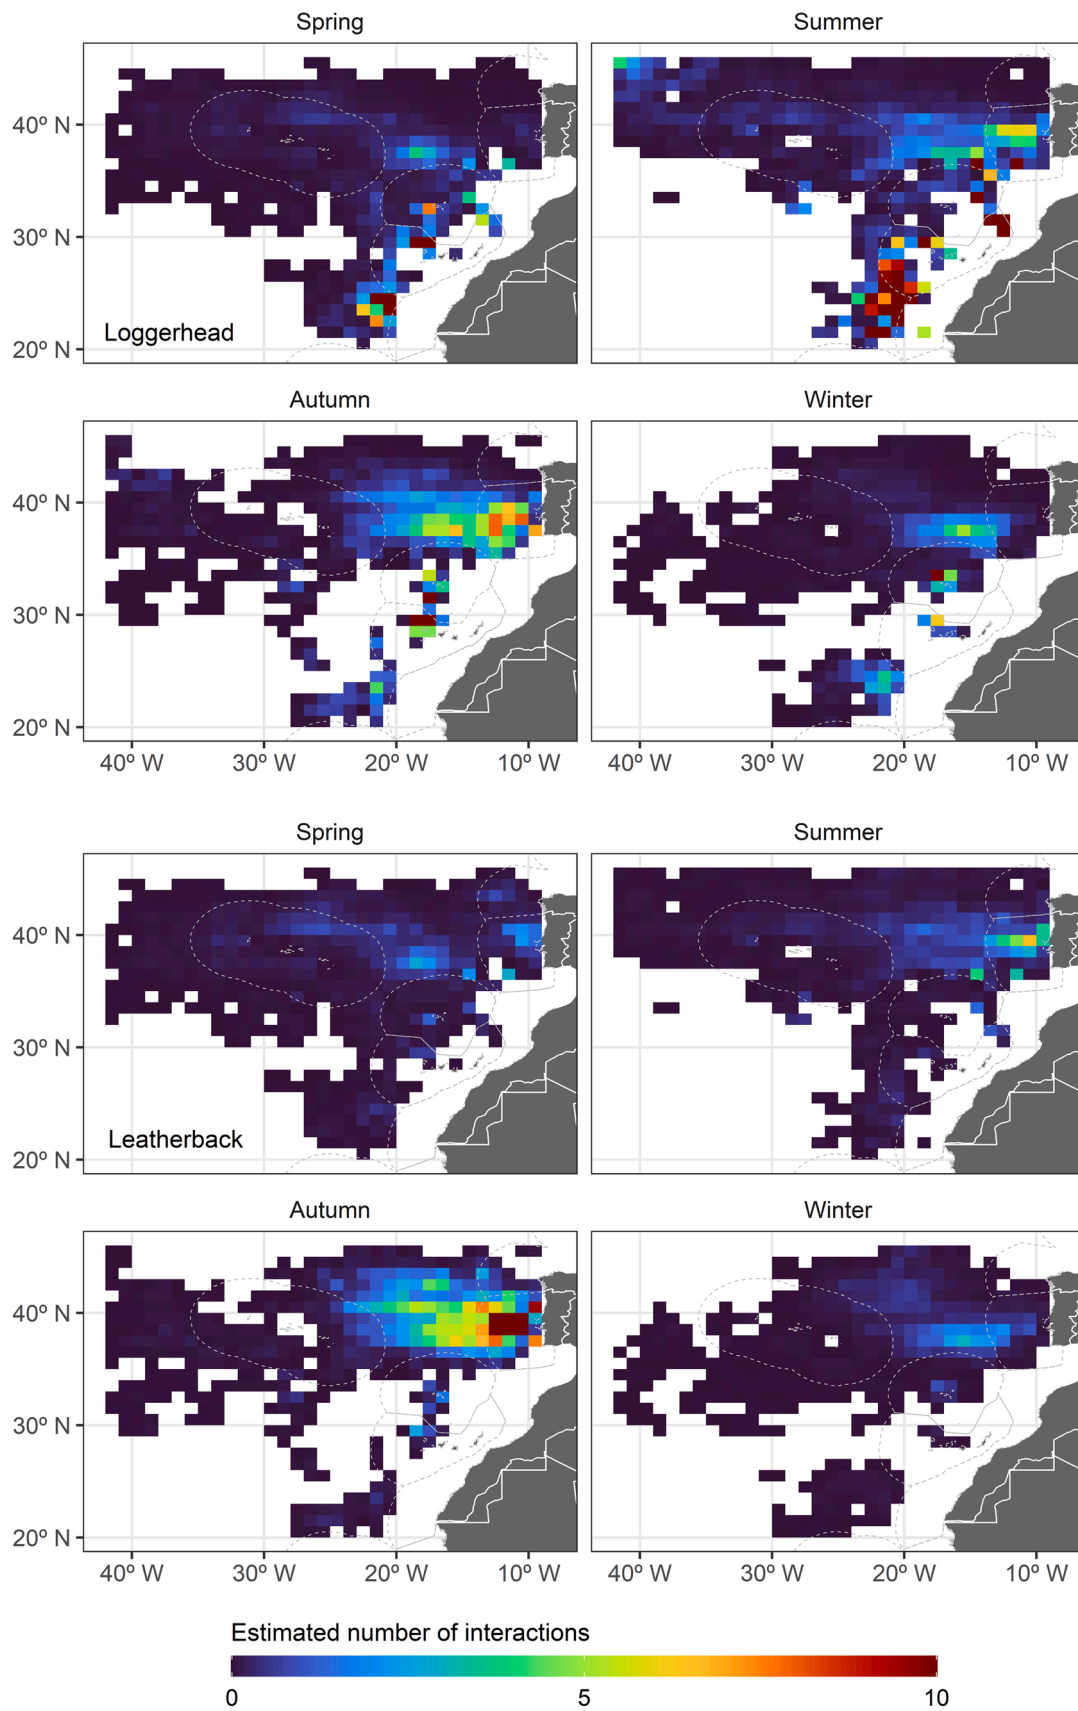 Spring
Summer
40º N
30º N
20º N
Loggerhead
Autumn
Winter
40º N
30º N
20º N
40º W
30º W
20º W
10º W
40º W
30º W
20º W
10º W
Spring
Summer
40º N
30º N
20º N
Leatherback
Autumn
Winter
40º N
30º N
20º N
40º W
30º W
20º W
10º W
40º W
30º W
20º W
10º W
Estimated number of interactions
0
5
10